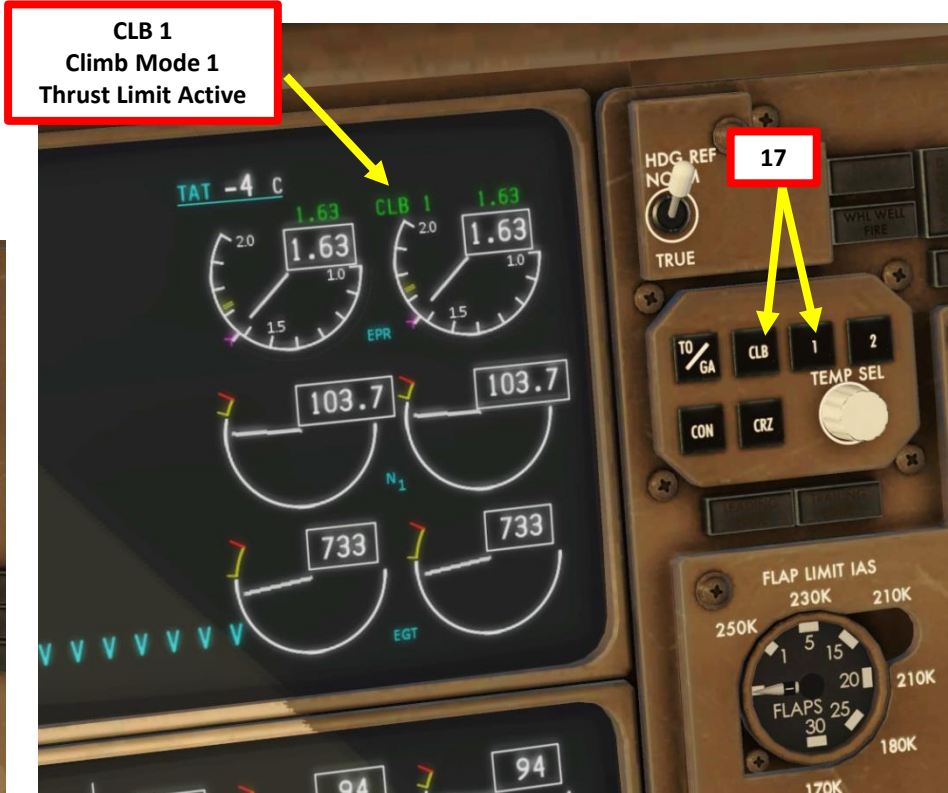 CLB 1
Climb Mode 1
Thrust Limit Active
17
TAT -4 C
1.63 CLB 1 1.63
1.63 1.63
2.0 2.0
1.0 1.0
1.5 1.5
EPR
103.7 103.7
N1
733 733
EGT
V V V V V V V
94 94
HDG REF
NORM
TRUE
WHL WELL
FIRE
TO/GA CLB 1 2
TEMP SEL
CON CRZ
LEADING
FLAP LIMIT IAS
230K 210K
250K
5
1 15
20 210K
FLAPS 25
30
180K
170K